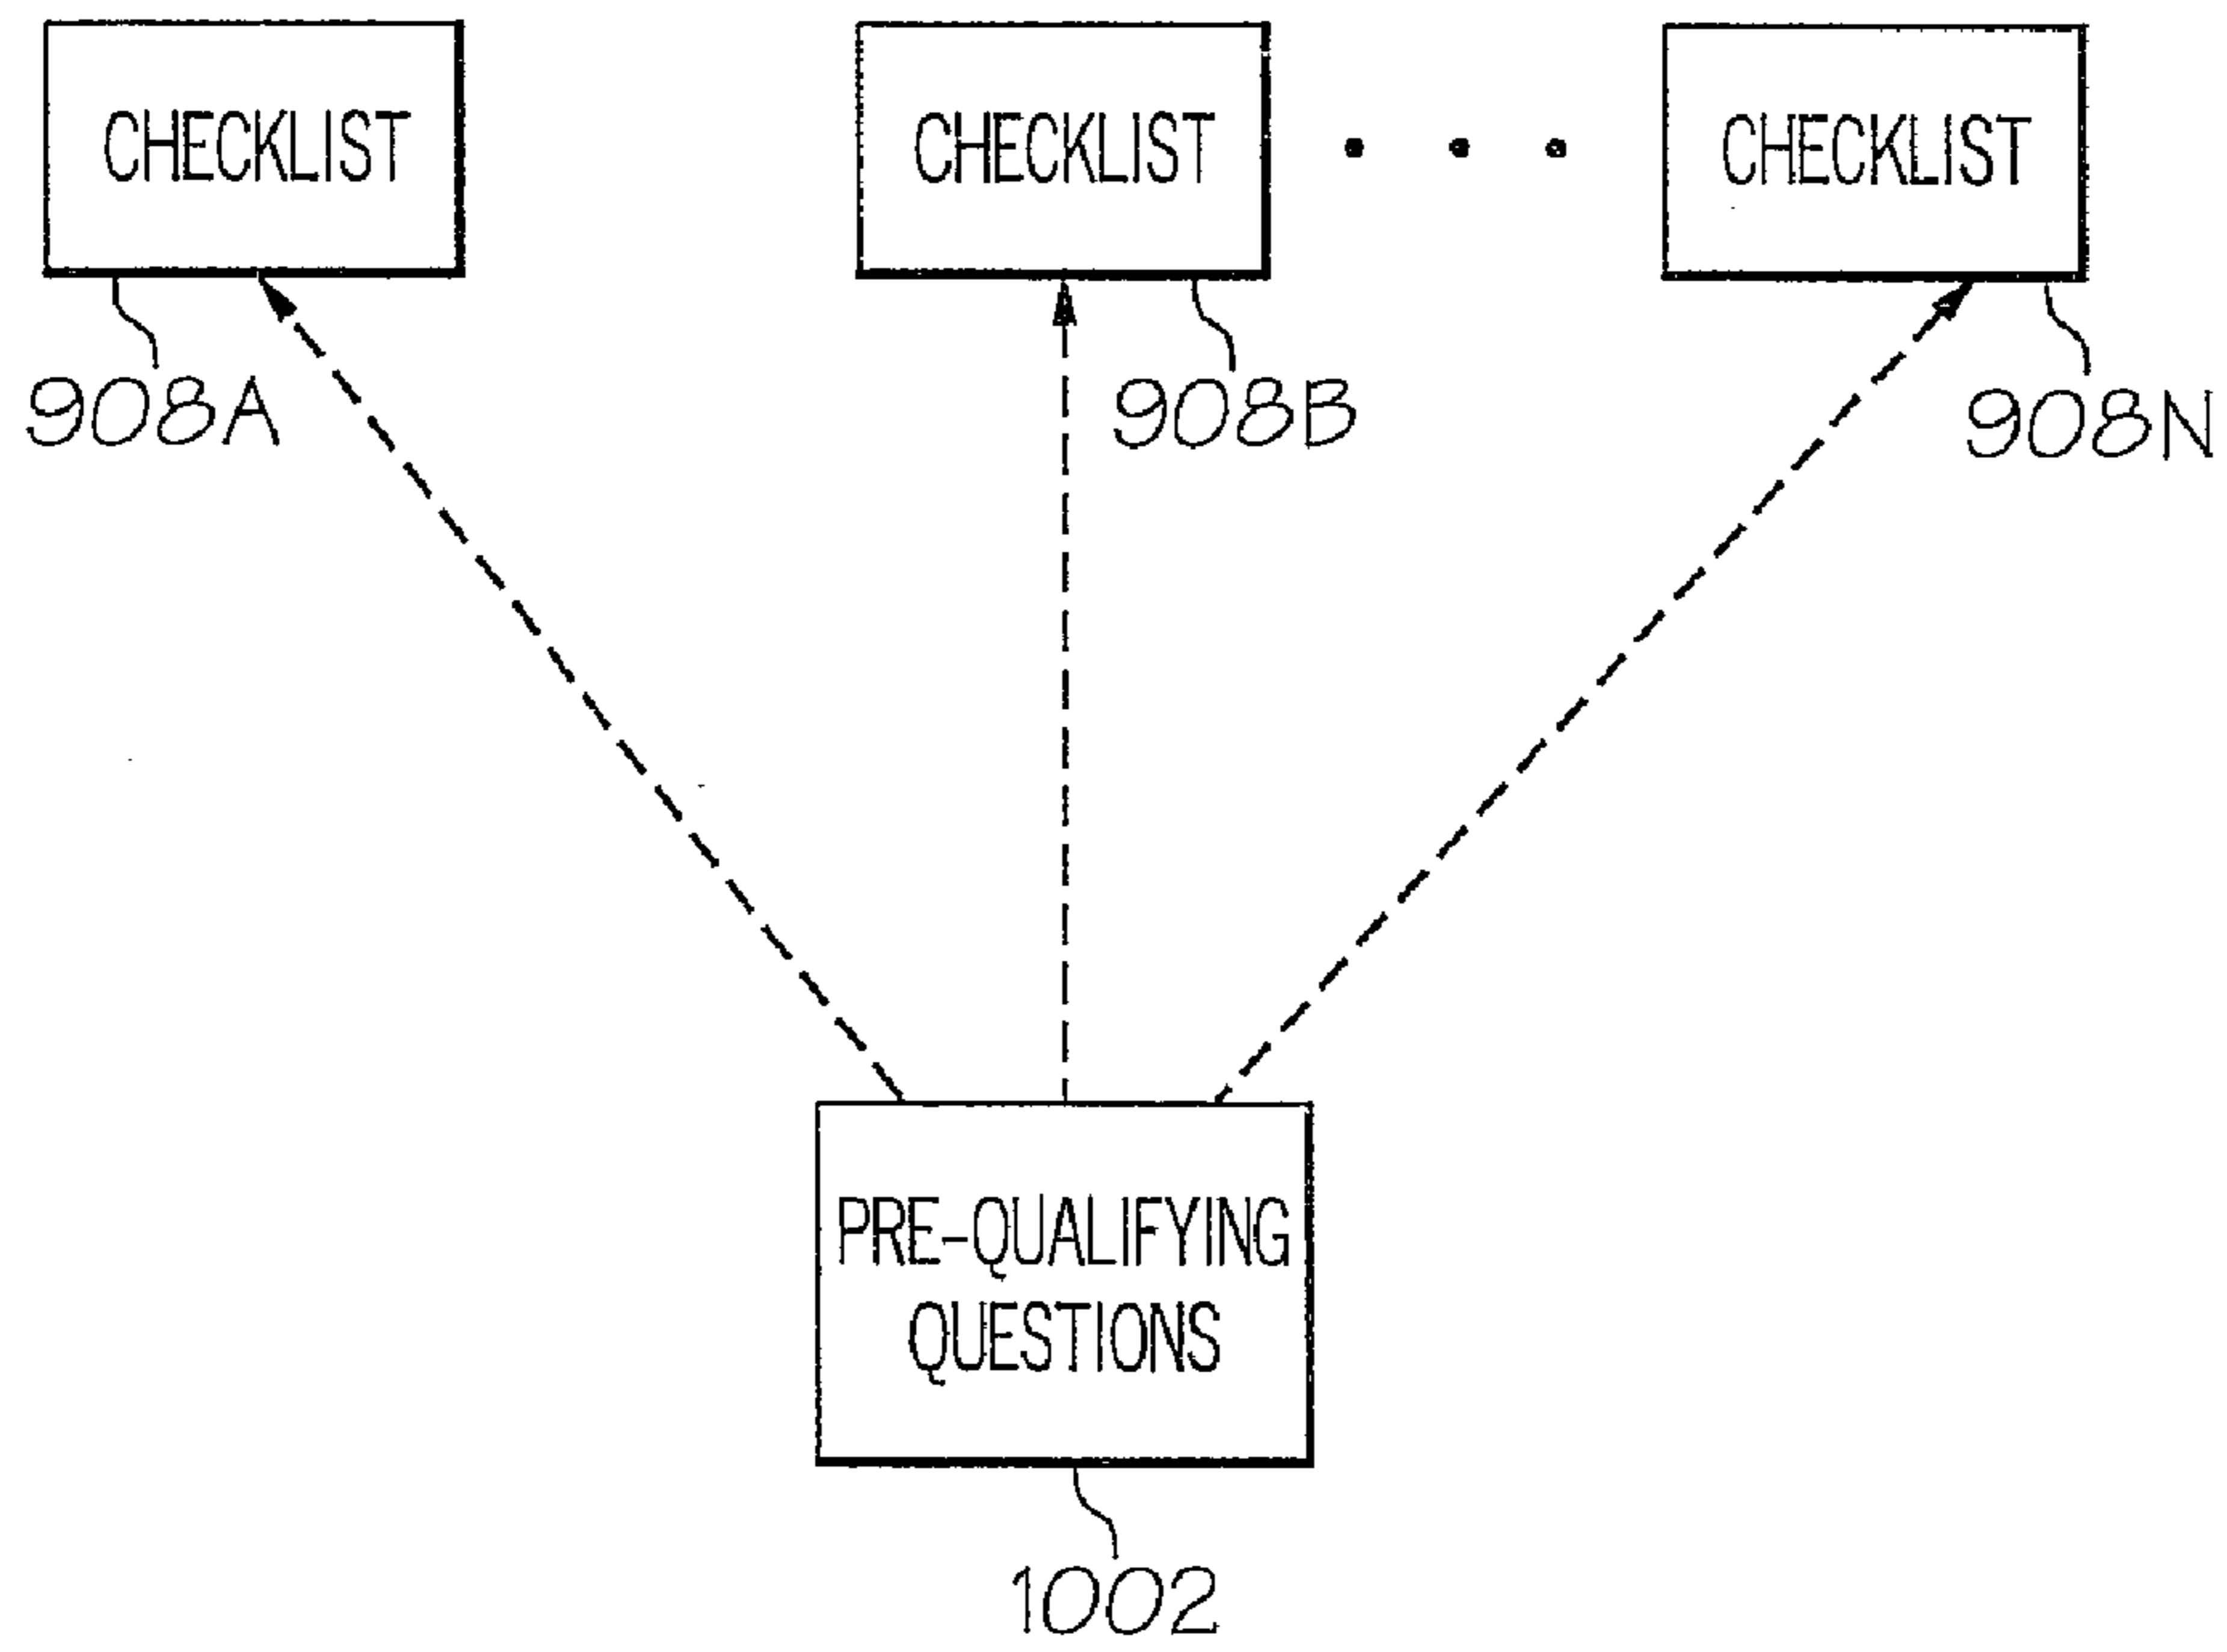 CHECKLIST
CHECKLIST
CHECKLIST
908A
908B
908N
PRE-QUALIFYING
QUESTIONS
1002